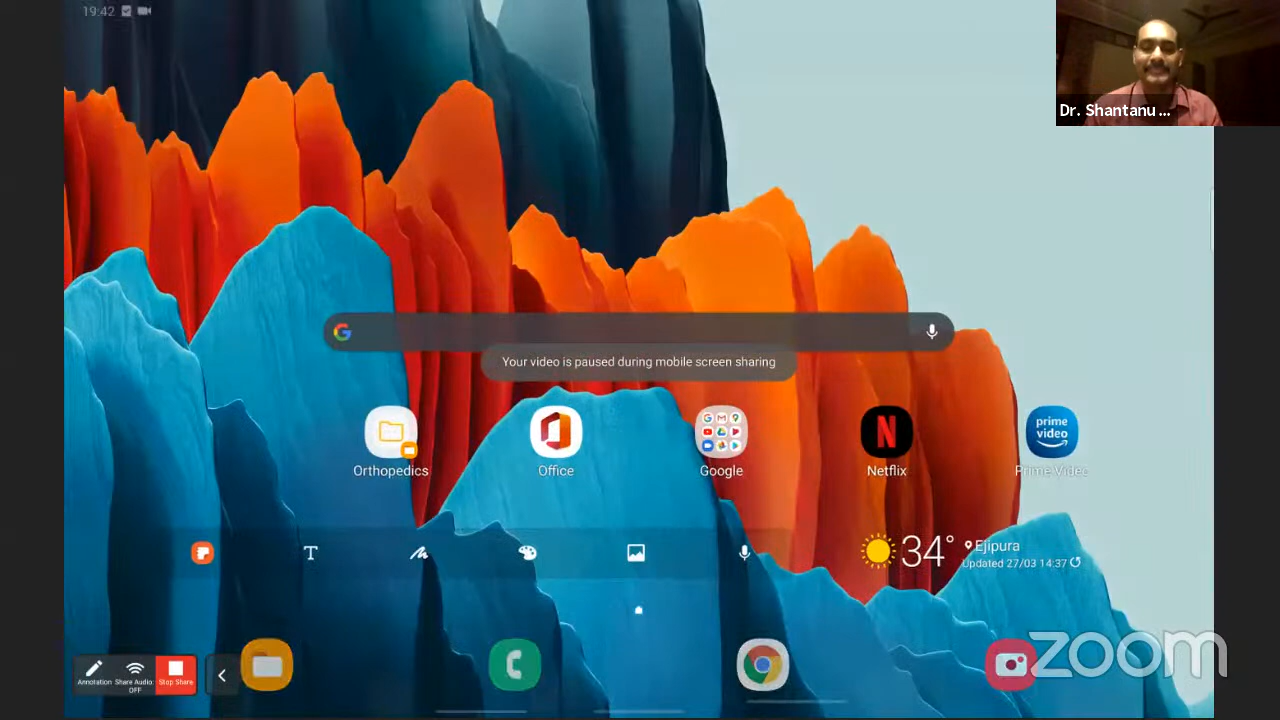 19:42
Dr. Shantanu ...
Your video is paused during mobile screen sharing
prime video
Orthopedics
Office
Google
Netflix
Prime Video
T
34°
Ejipura
Updated 27/03 14:37
Annotation
Share Audio: OFF
Stop Share
zoom